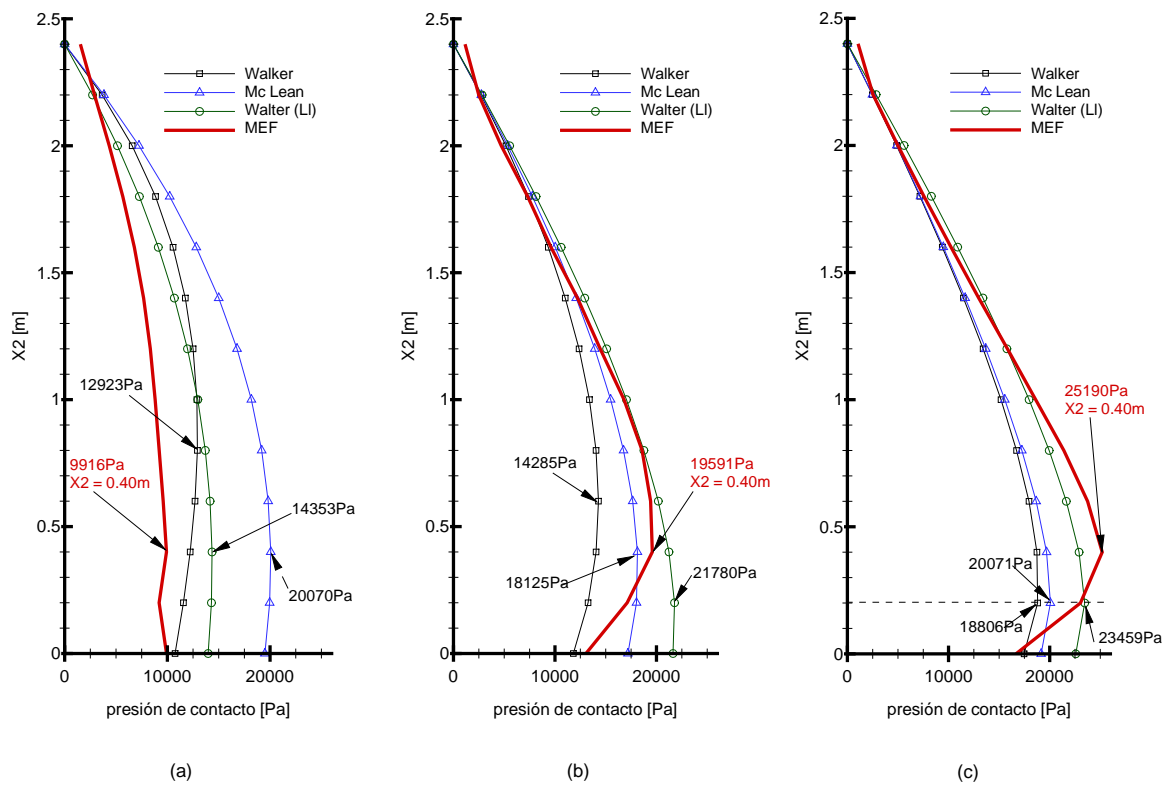 2.5
2
1.5
1
0.5
0
X2 [m]
Walker
Mc Lean
Walter (LI)
MEF
12923Pa
9916Pa
X2 = 0.40m
14353Pa
20070Pa
0
10000
20000
presión de contacto [Pa]
(a)
2.5
2
1.5
1
0.5
0
X2 [m]
Walker
Mc Lean
Walter (LI)
MEF
14285Pa
19591Pa
X2 = 0.40m
18125Pa
21780Pa
0
10000
20000
presión de contacto [Pa]
(b)
2.5
2
1.5
1
0.5
0
X2 [m]
Walker
Mc Lean
Walter (LI)
MEF
25190Pa
X2 = 0.40m
20071Pa
18806Pa
23459Pa
0
10000
20000
presión de contacto [Pa]
(c)